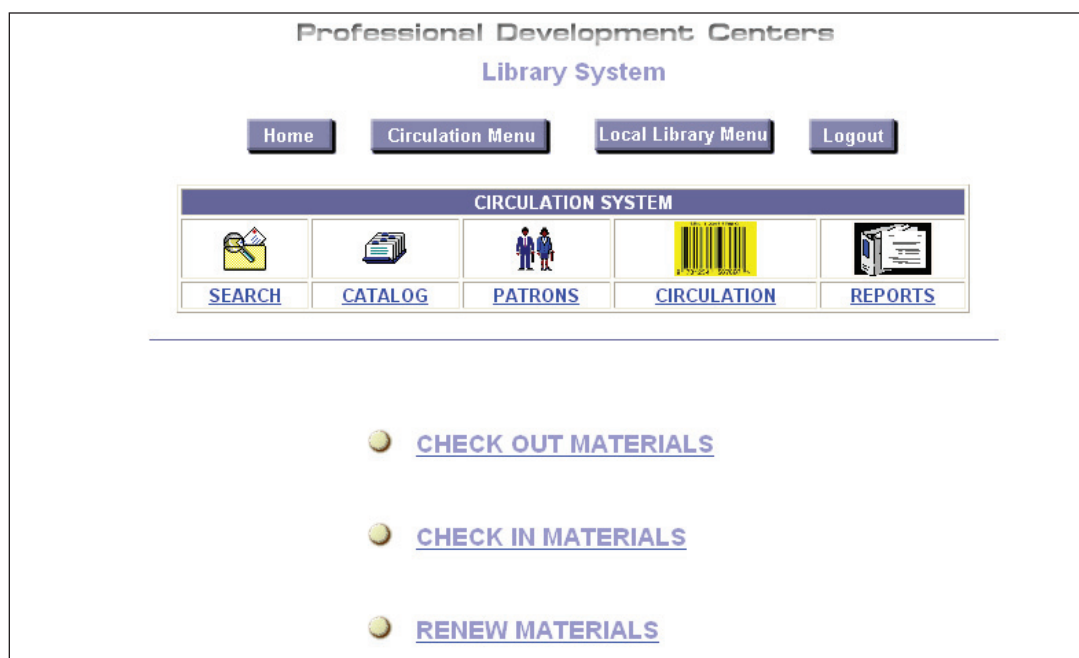 Professional Development Centers
Library System
Home Circulation Menu Local Library Menu Logout
CIRCULATION SYSTEM
SEARCH CATALOG PATRONS CIRCULATION REPORTS
CHECK OUT MATERIALS
CHECK IN MATERIALS
RENEW MATERIALS